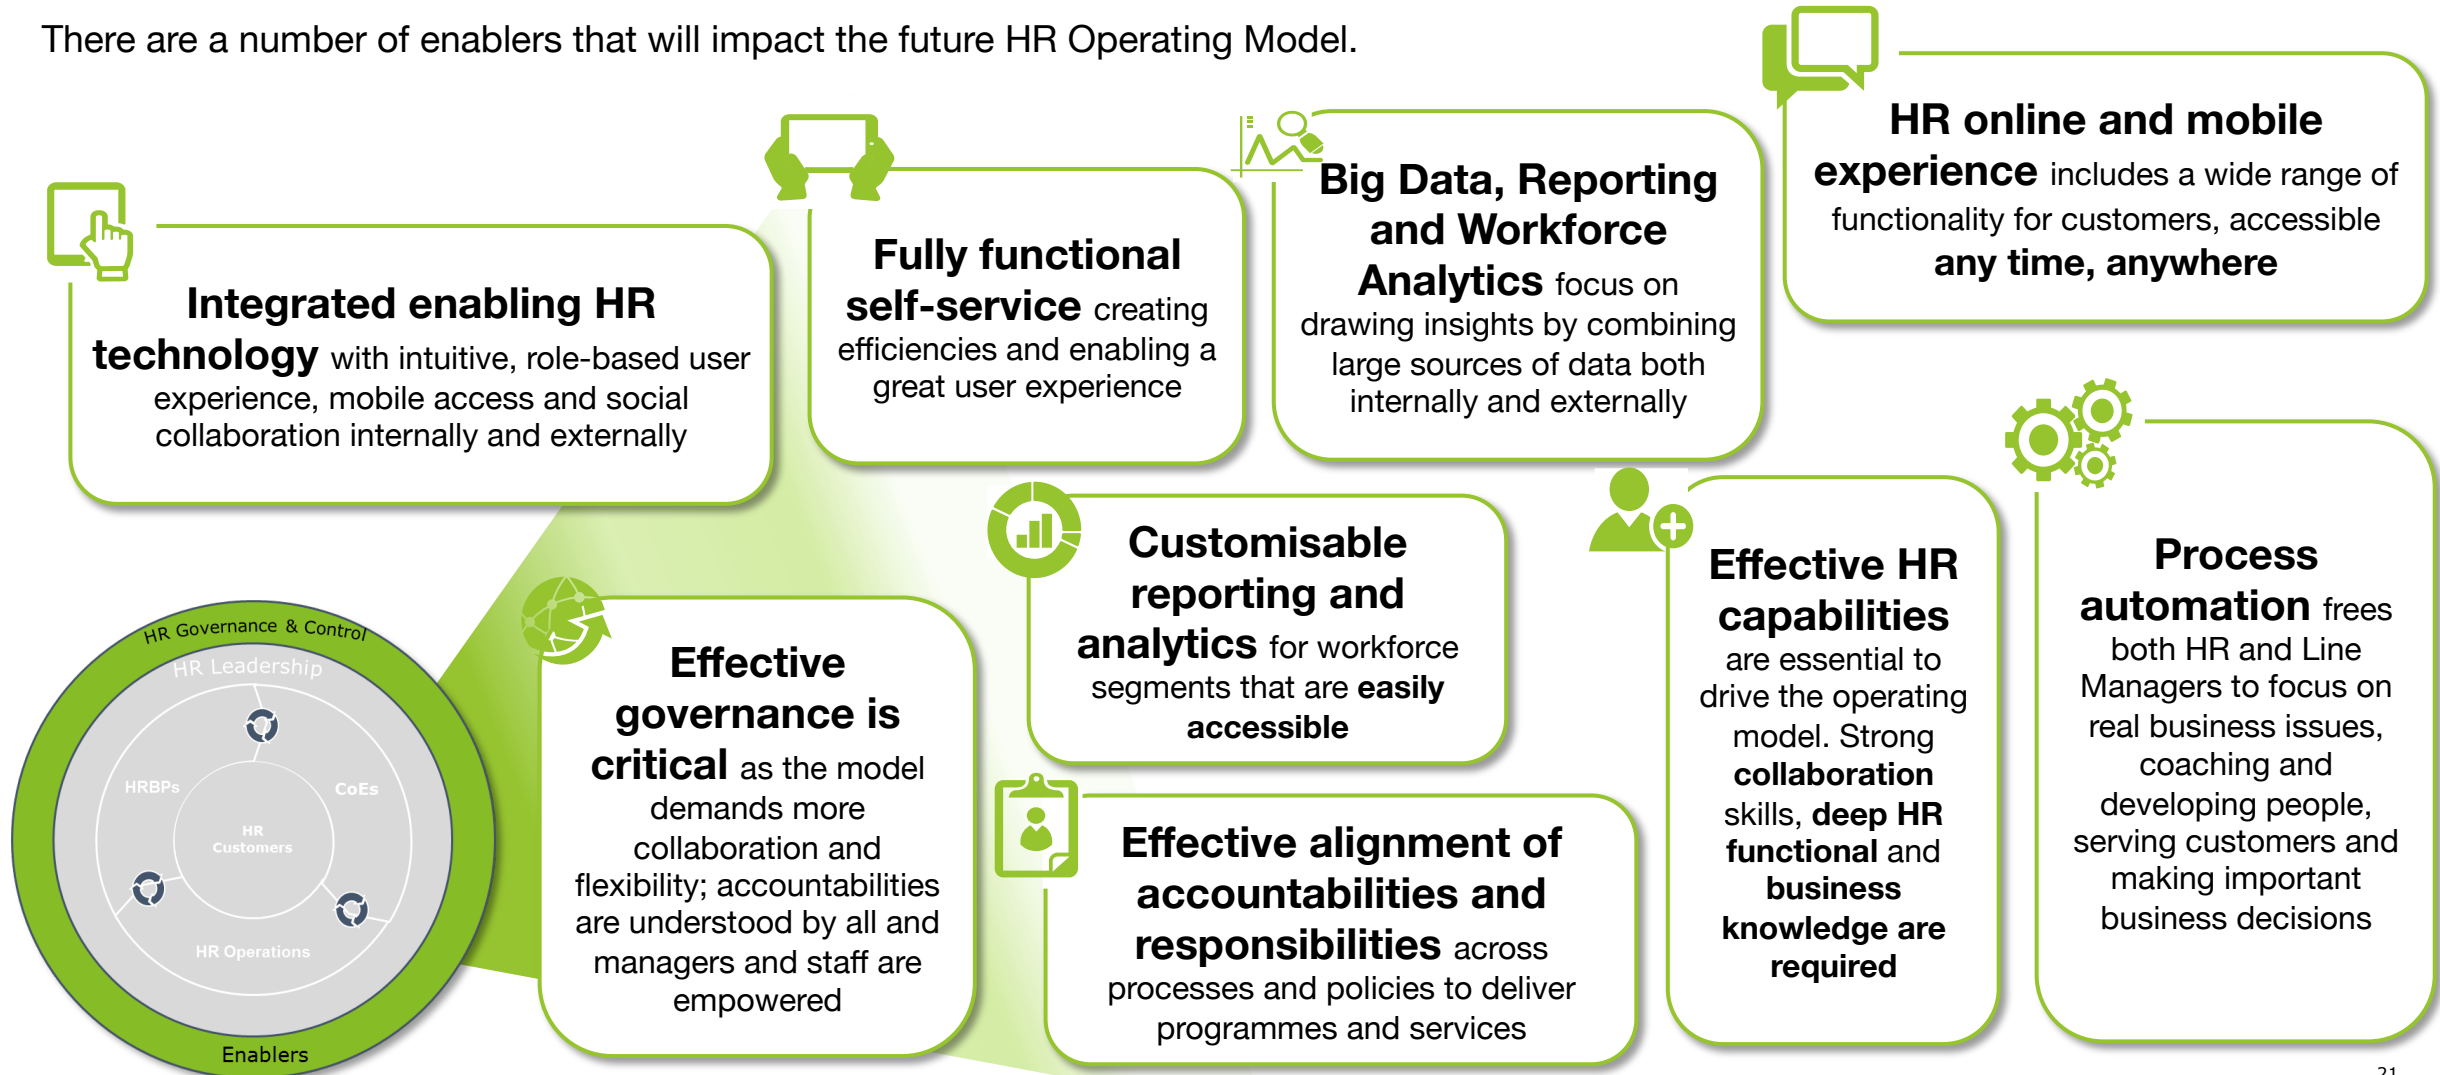 There are a number of enablers that will impact the future HR Operating Model.
Integrated enabling HR
technology with intuitive, role-based user
experience, mobile access and social
collaboration internally and externally
Fully functional
self-service creating
efficiencies and enabling a
great user experience
Big Data, Reporting
and Workforce
Analytics focus on
drawing insights by combining
large sources of data both
internally and externally
HR online and mobile
experience includes a wide range of
functionality for customers, accessible
any time, anywhere
HR Governance & Control
HR Leadership
HRBPs
CoEs
HR
Customers
HR Operations
Enablers
Effective
governance is
critical as the model
demands more
collaboration and
flexibility; accountabilities
are understood by all and
managers and staff are
empowered
Customisable
reporting and
analytics for workforce
segments that are easily
accessible
Effective alignment of
accountabilities and
responsibilities across
processes and policies to deliver
programmes and services
Effective HR
capabilities
are essential to
drive the operating
model. Strong
collaboration
skills, deep HR
functional and
business
knowledge are
required
Process
automation frees
both HR and Line
Managers to focus on
real business issues,
coaching and
developing people,
serving customers and
making important
business decisions
21